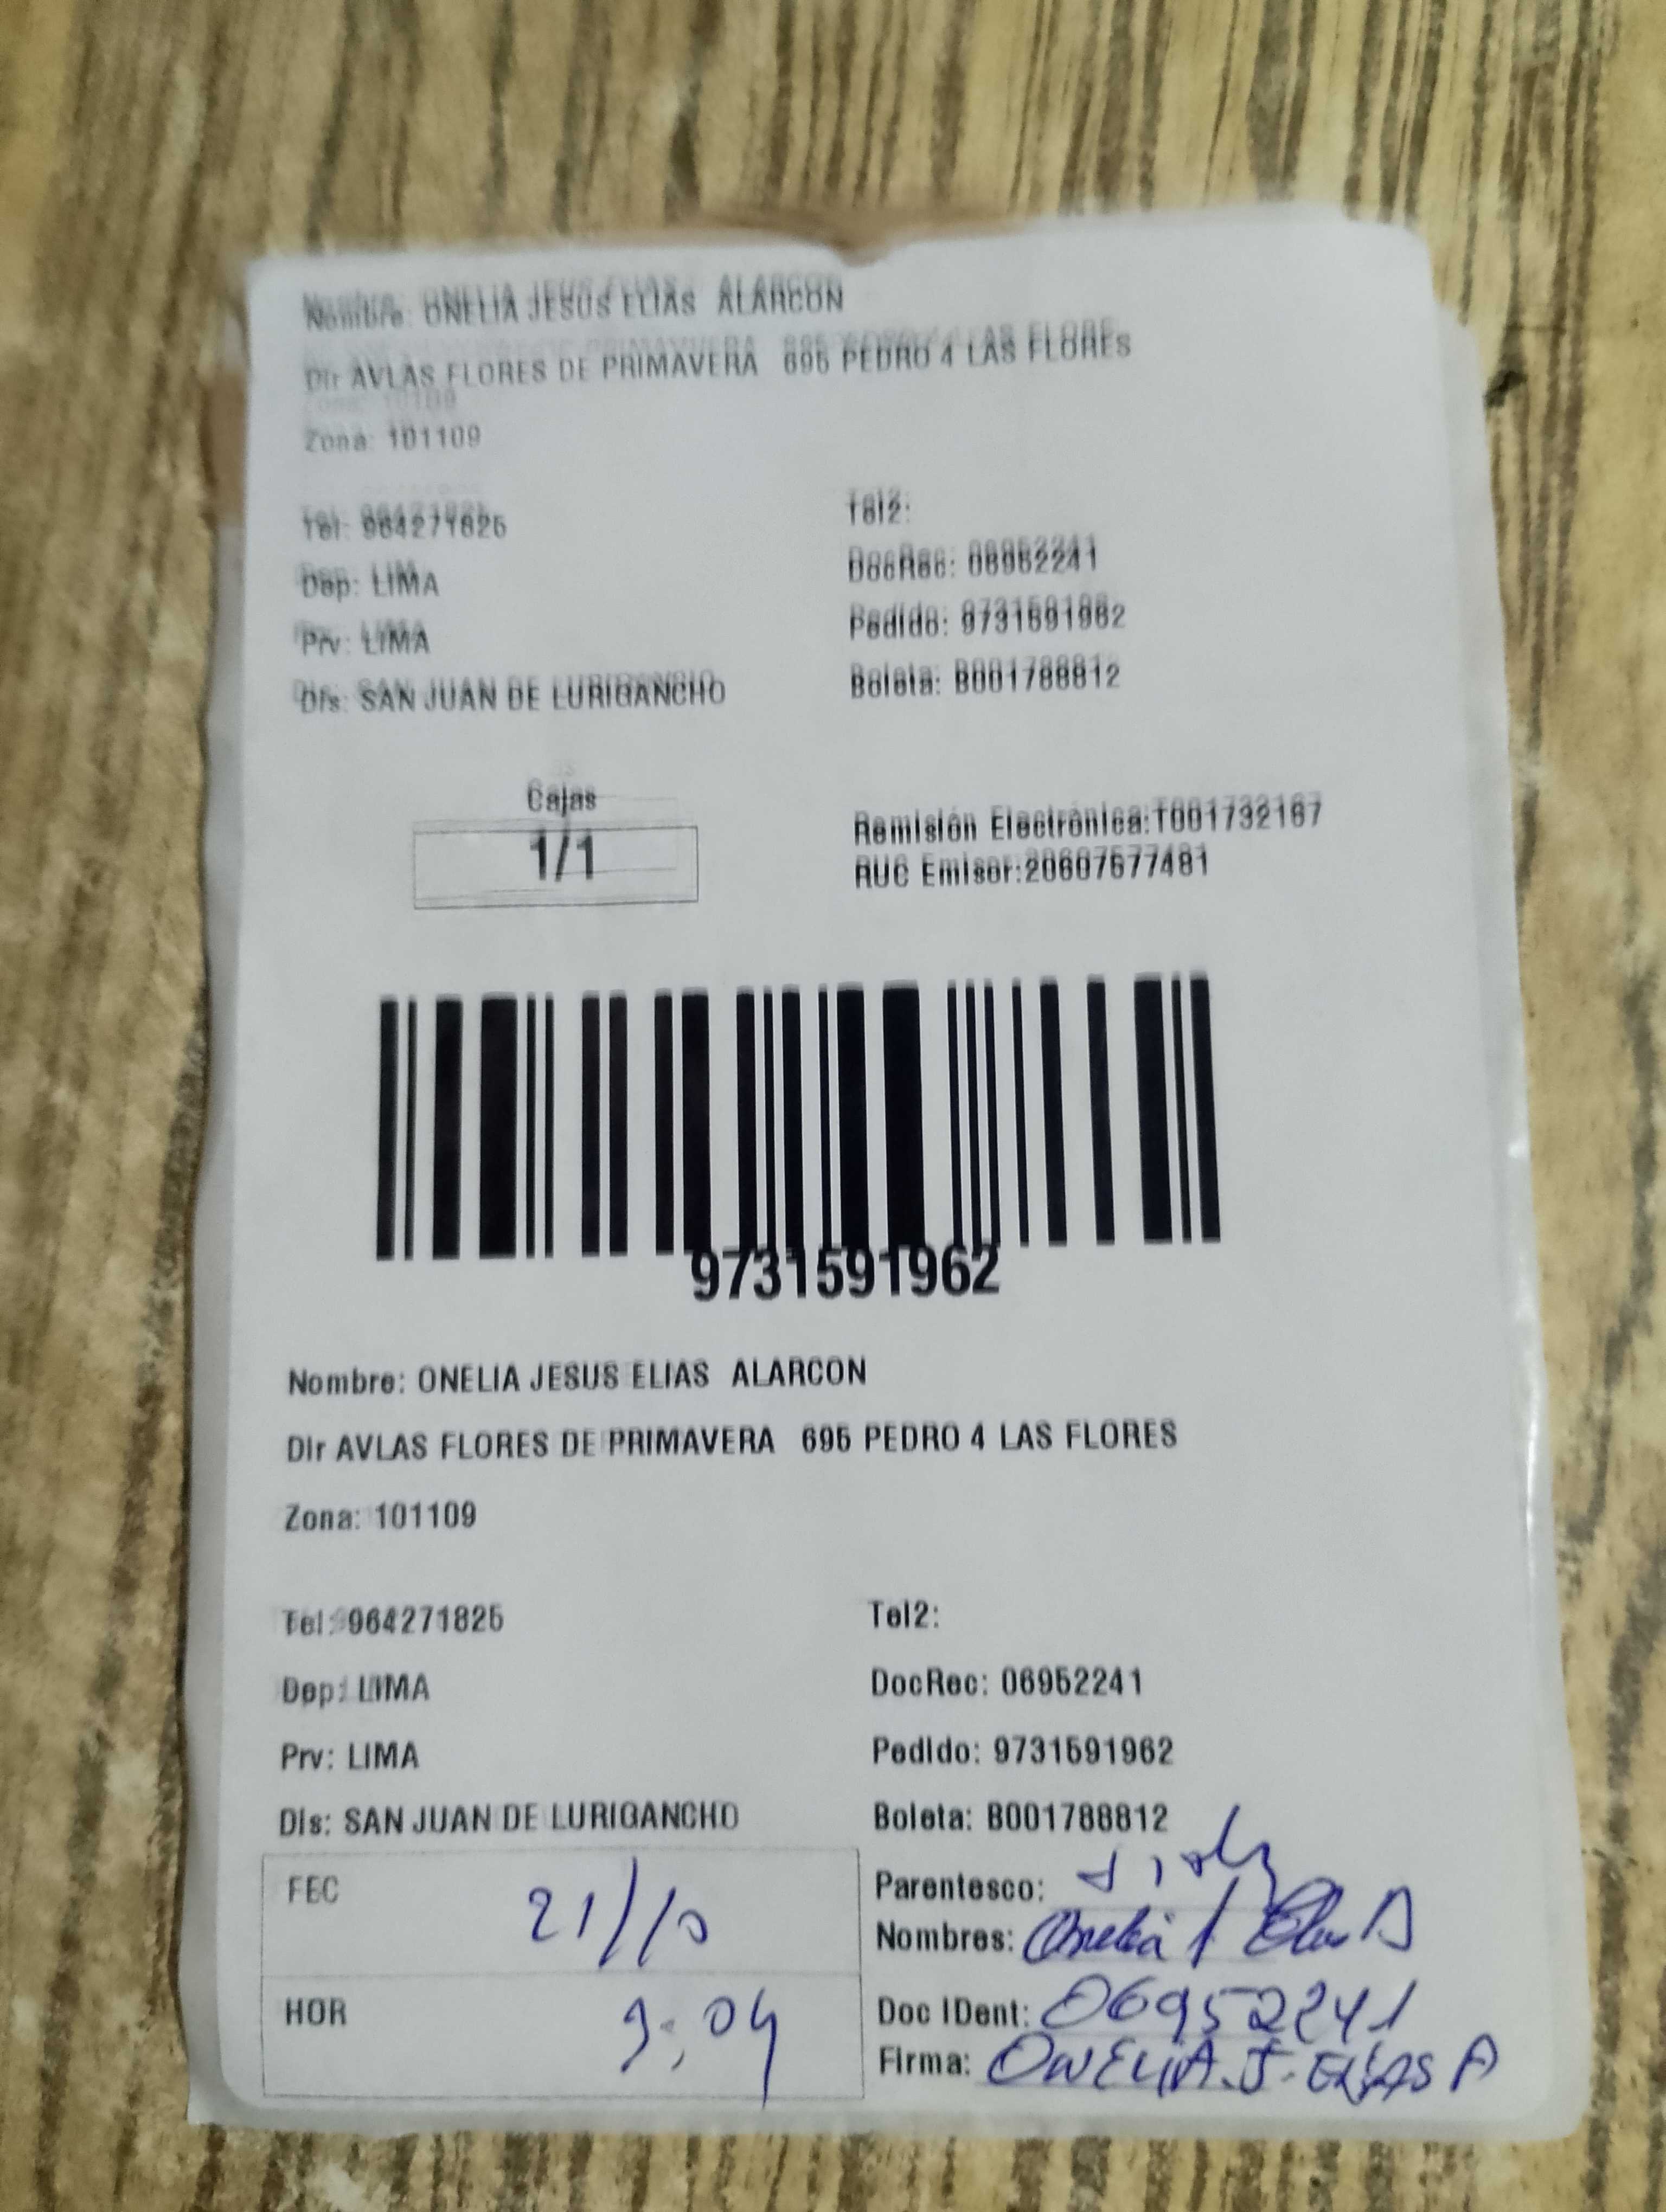 Nombre: ONELIA JESUS ELIAS ALARCON
Dir AVLAS FLORES DE PRIMAVERA 695 PEDRO 4 LAS FLORES
Zona: 101109
Tel: 964271825 Tel2:
Dep: LIMA DocRec: 06952241
Prv: LIMA Pedido: 9731591962
Dis: SAN JUAN DE LURIGANCHO Boleta: B001788812
Cajas
1/1
Remisión Electrónica:T001732167
RUC Emisor:20607577481
9731591962
Nombre: ONELIA JESUS ELIAS ALARCON
Dir AVLAS FLORES DE PRIMAVERA 695 PEDRO 4 LAS FLORES
Zona: 101109
Tel: 964271825 Tel2:
Dep: LIMA DocRec: 06952241
Prv: LIMA Pedido: 9731591962
Dis: SAN JUAN DE LURIGANCHO Boleta: B001788812
FEC 21/10 Parentesco:
Nombres: Onelia J Elias A
HOR 3:04 Doc IDent: 06952241
Firma: ONELIA.J.ELIAS A